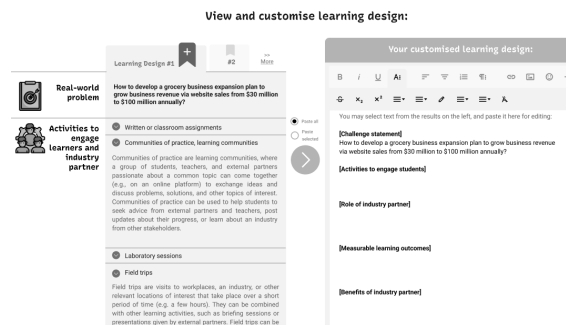 View and customise learning design:
Learning Design #1
#2
>>
More
Real-world
problem
How to develop a grocery business expansion plan to
grow business revenue via website sales from $30 million
to $100 million annually?
Activities to
engage
learners and
industry
partner
Written or classroom assignments
Communities of practice, learning communities
Communities of practice are learning communities, where
a group of students, teachers, and external partners
passionate about a common topic can come together
(e.g., on an online platform) to exchange ideas and
discuss problems, solutions, and other topics of interest.
Communities of practice can be used to help students to
seek advice from external partners and teachers, post
updates about their progress, or learn about an industry
from other stakeholders.
Laboratory sessions
Field trips
Field trips are visits to workplaces, an industry, or other
relevant locations of interest that take place over a short
period of time (e.g. a few hours). They can be combined
with other learning activities, such as briefing sessions or
presentations given by external partners. Field trips can be
Paste all
Paste
selected
Your customised learning design:
You may select text from the results on the left, and paste it here for editing:
[Challenge statement]
How to develop a grocery business expansion plan to grow business revenue
via website sales from $30 million to $100 million annually?
[Activities to engage students]
[Role of industry partner]
[Measurable learning outcomes]
[Benefits of industry partner]